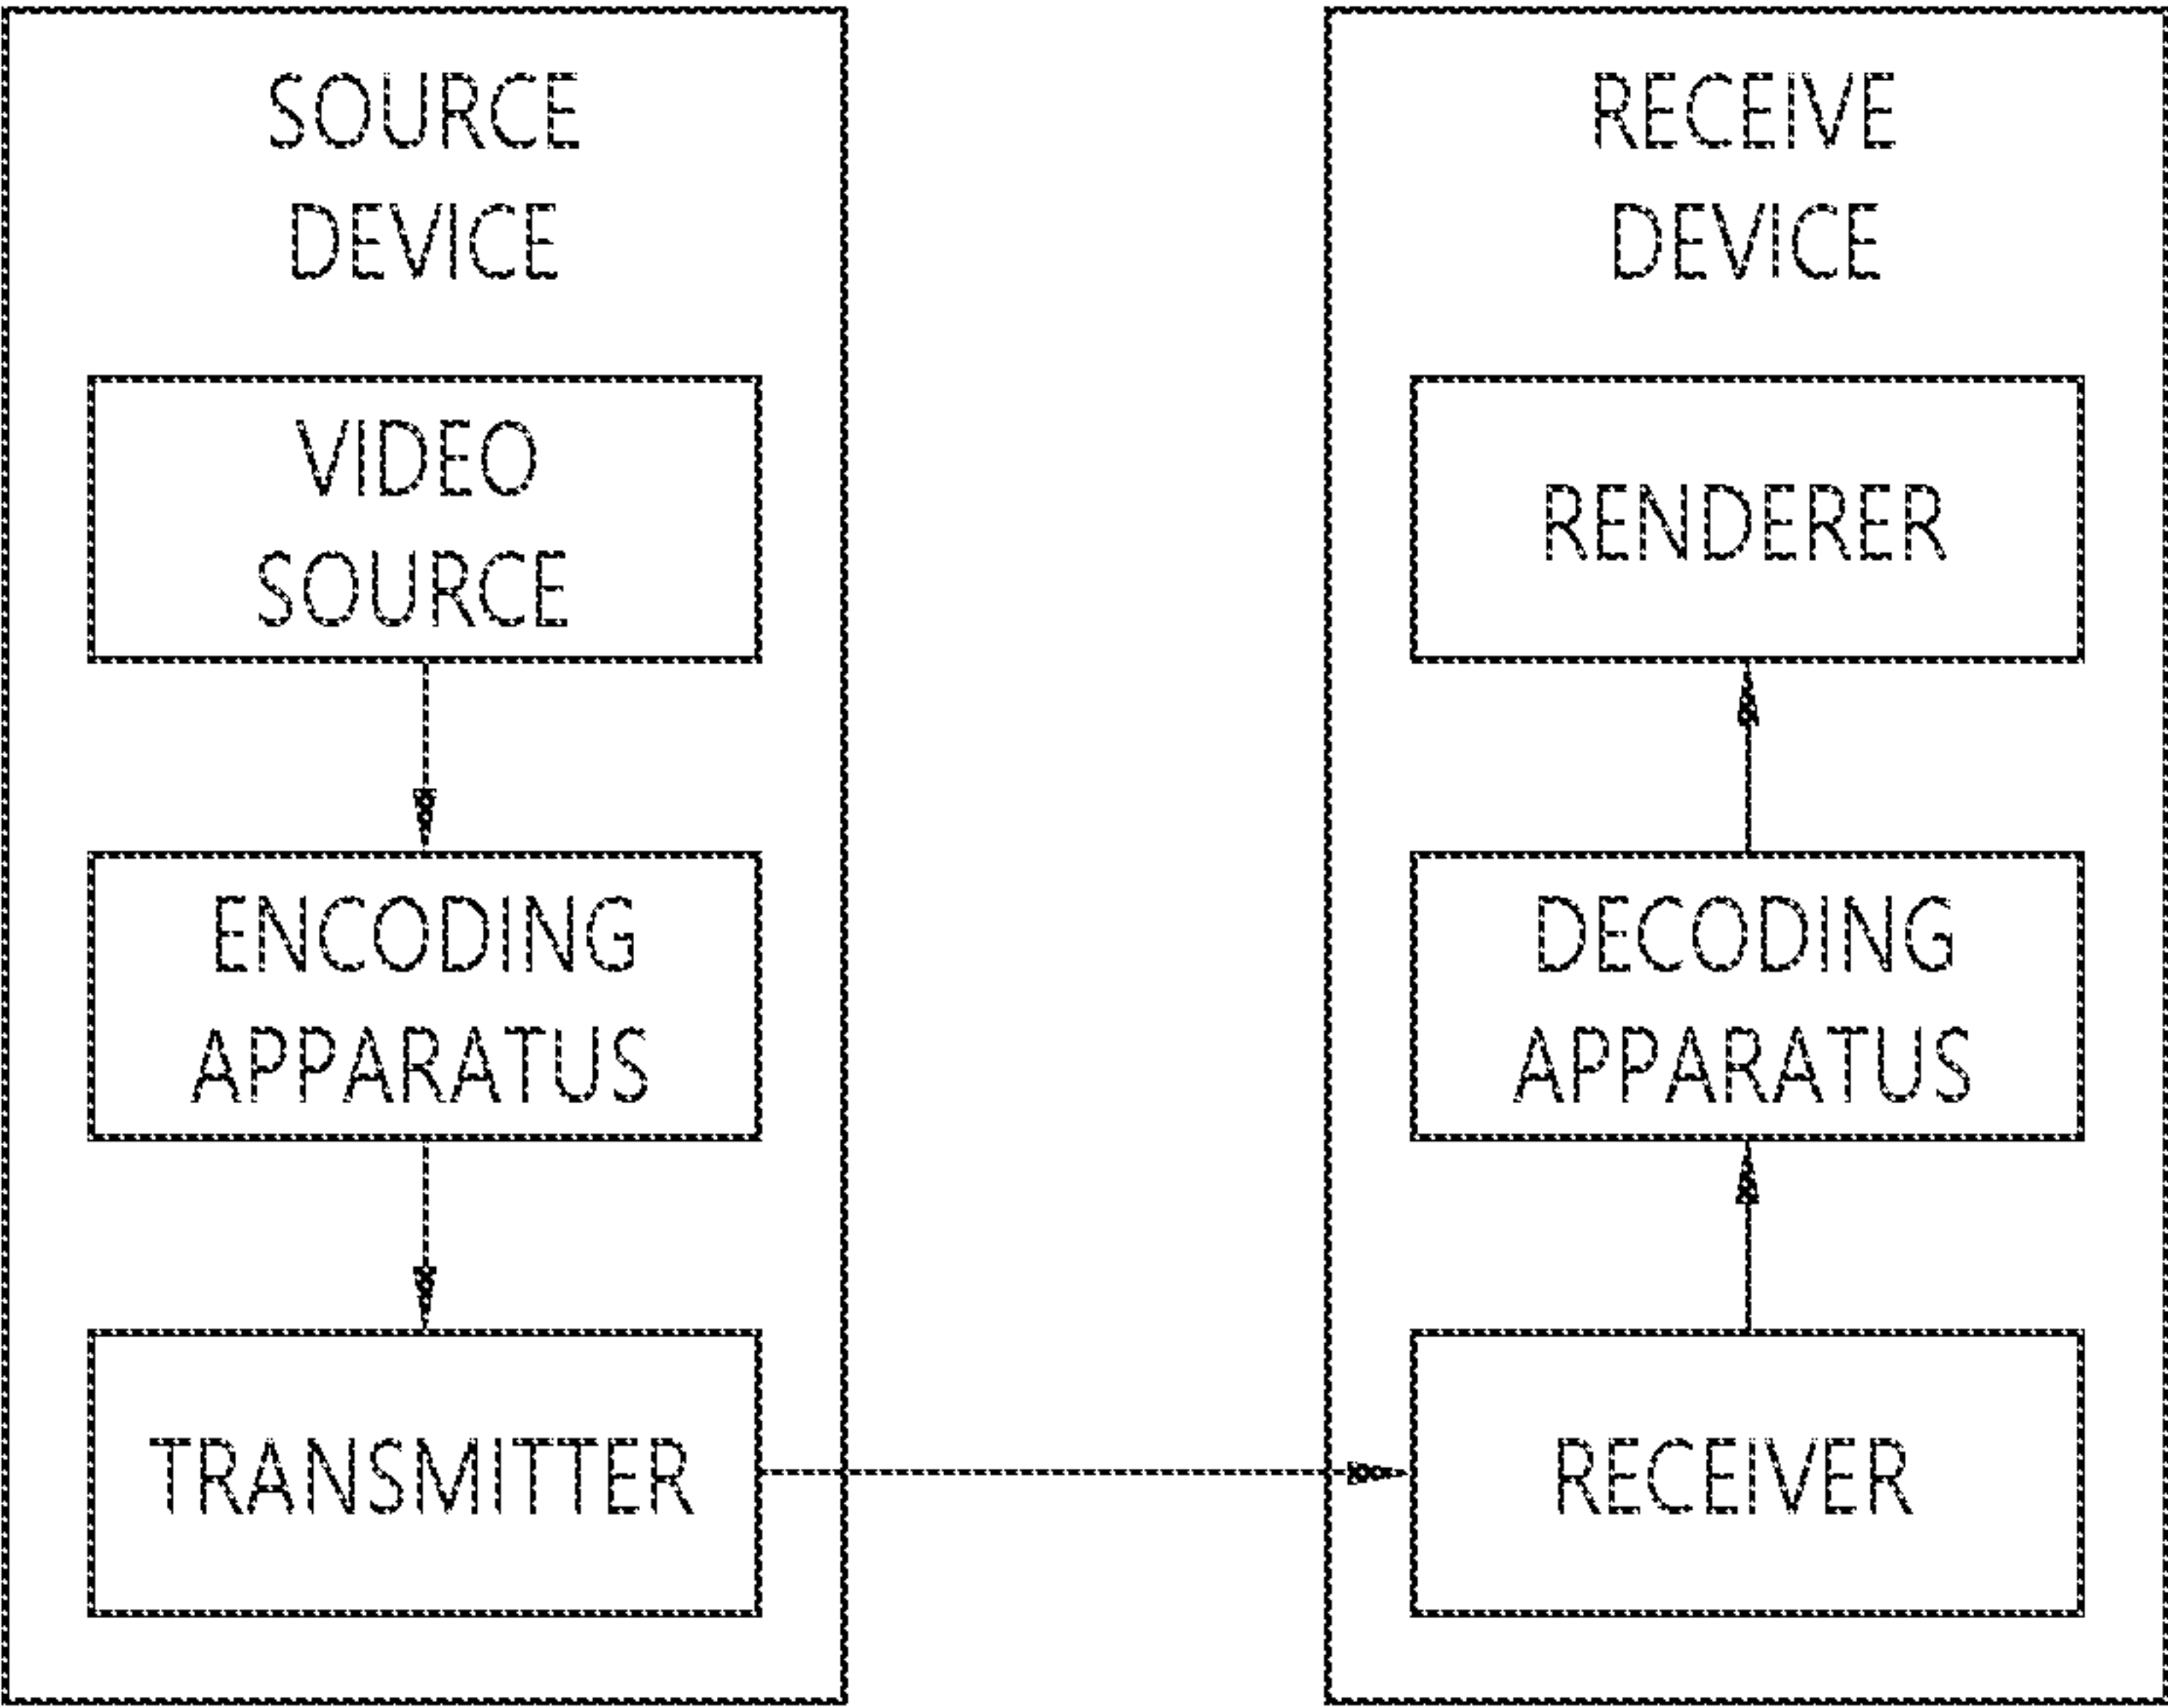 SOURCE
DEVICE
VIDEO
SOURCE
ENCODING
APPARATUS
TRANSMITTER
RECEIVE
DEVICE
RENDERER
DECODING
APPARATUS
RECEIVER